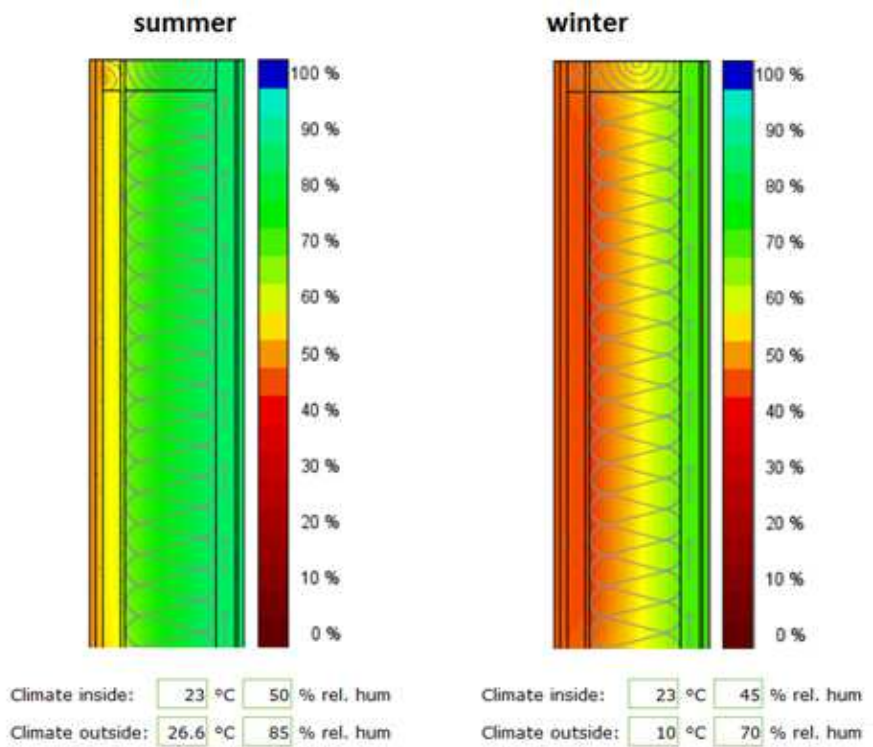 summer winter
100 % 100 %
90 % 90 %
80 % 80 %
70 % 70 %
60 % 60 %
50 % 50 %
40 % 40 %
30 % 30 %
20 % 20 %
10 % 10 %
0 % 0 %
Climate inside: 23 °C 50 % rel. hum Climate inside: 23 °C 45 % rel. hum
Climate outside: 26.6 °C 85 % rel. hum Climate outside: 10 °C 70 % rel. hum